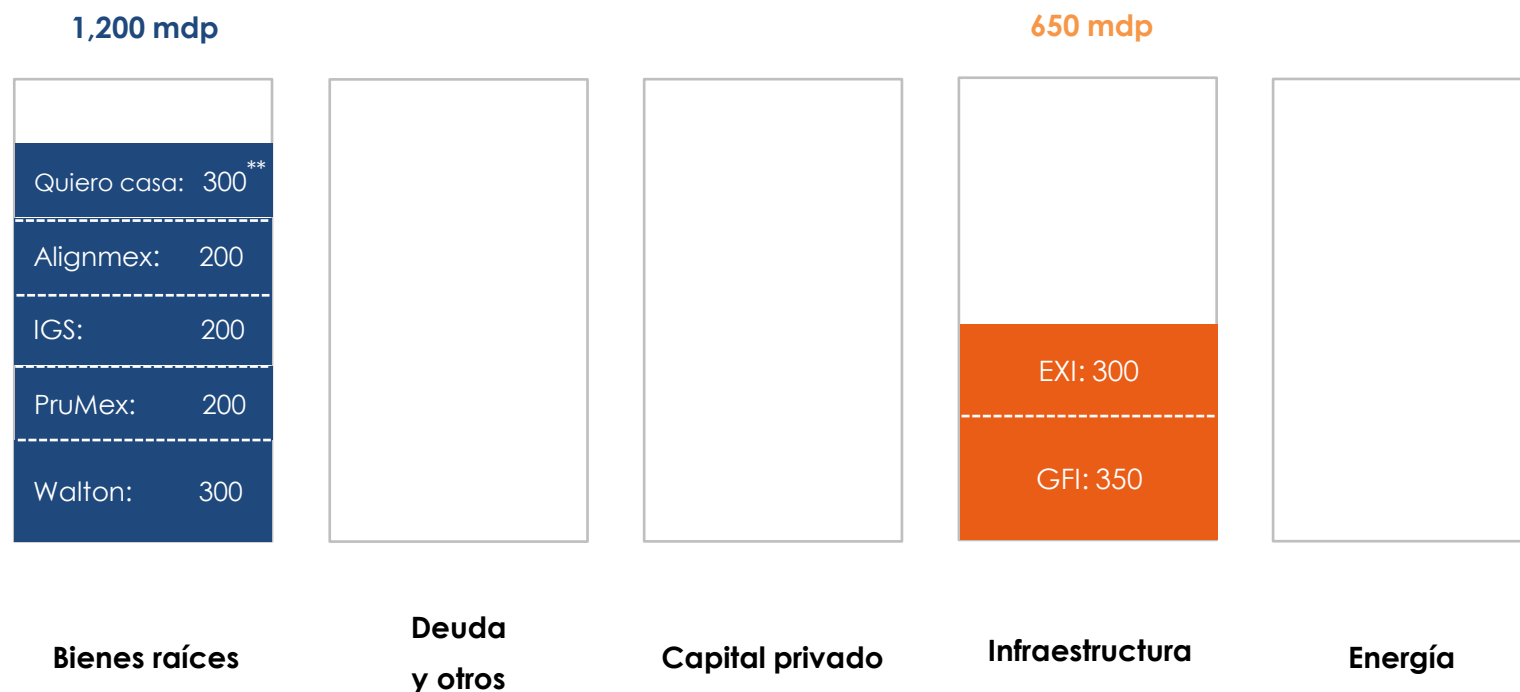 1,200 mdp
650 mdp
Quiero casa: 300**
Alignmex: 200
IGS: 200
PruMex: 200
Walton: 300
EXI: 300
GFI: 350
Bienes raíces
Deuda
y otros
Capital privado
Infraestructura
Energía